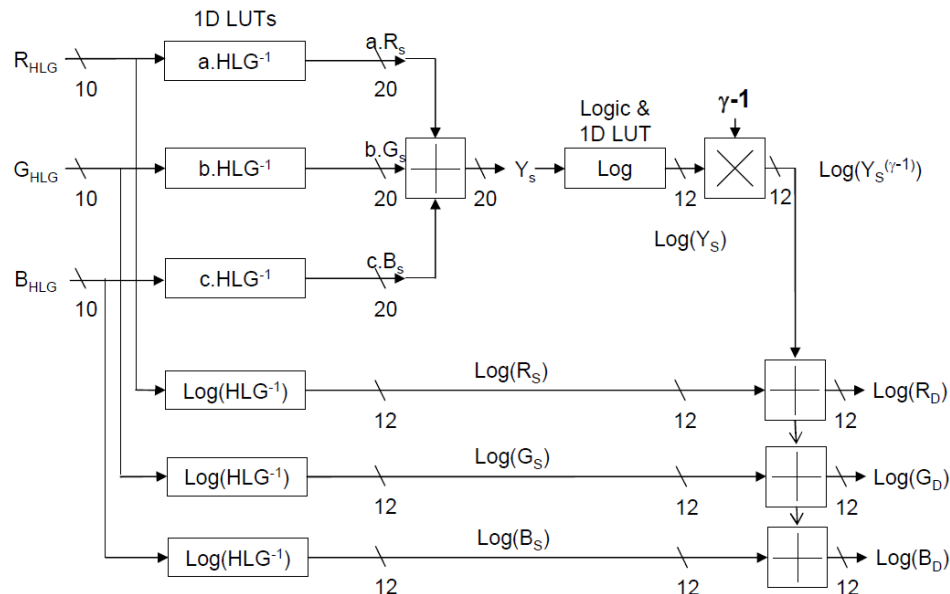 1D LUTs
R_HLG 10 a.HLG⁻¹ a.R_s 20
Logic &
1D LUT
γ-1
G_HLG 10 b.HLG⁻¹ b.G_s 20 20 Y_s Log 12 12 Log(Y_S^(γ-1))
Log(Y_S)
B_HLG 10 c.HLG⁻¹ c.B_s 20
Log(HLG⁻¹) 12 Log(R_S) 12 12 Log(R_D)
Log(HLG⁻¹) 12 Log(G_S) 12 12 Log(G_D)
Log(HLG⁻¹) 12 Log(B_S) 12 12 Log(B_D)